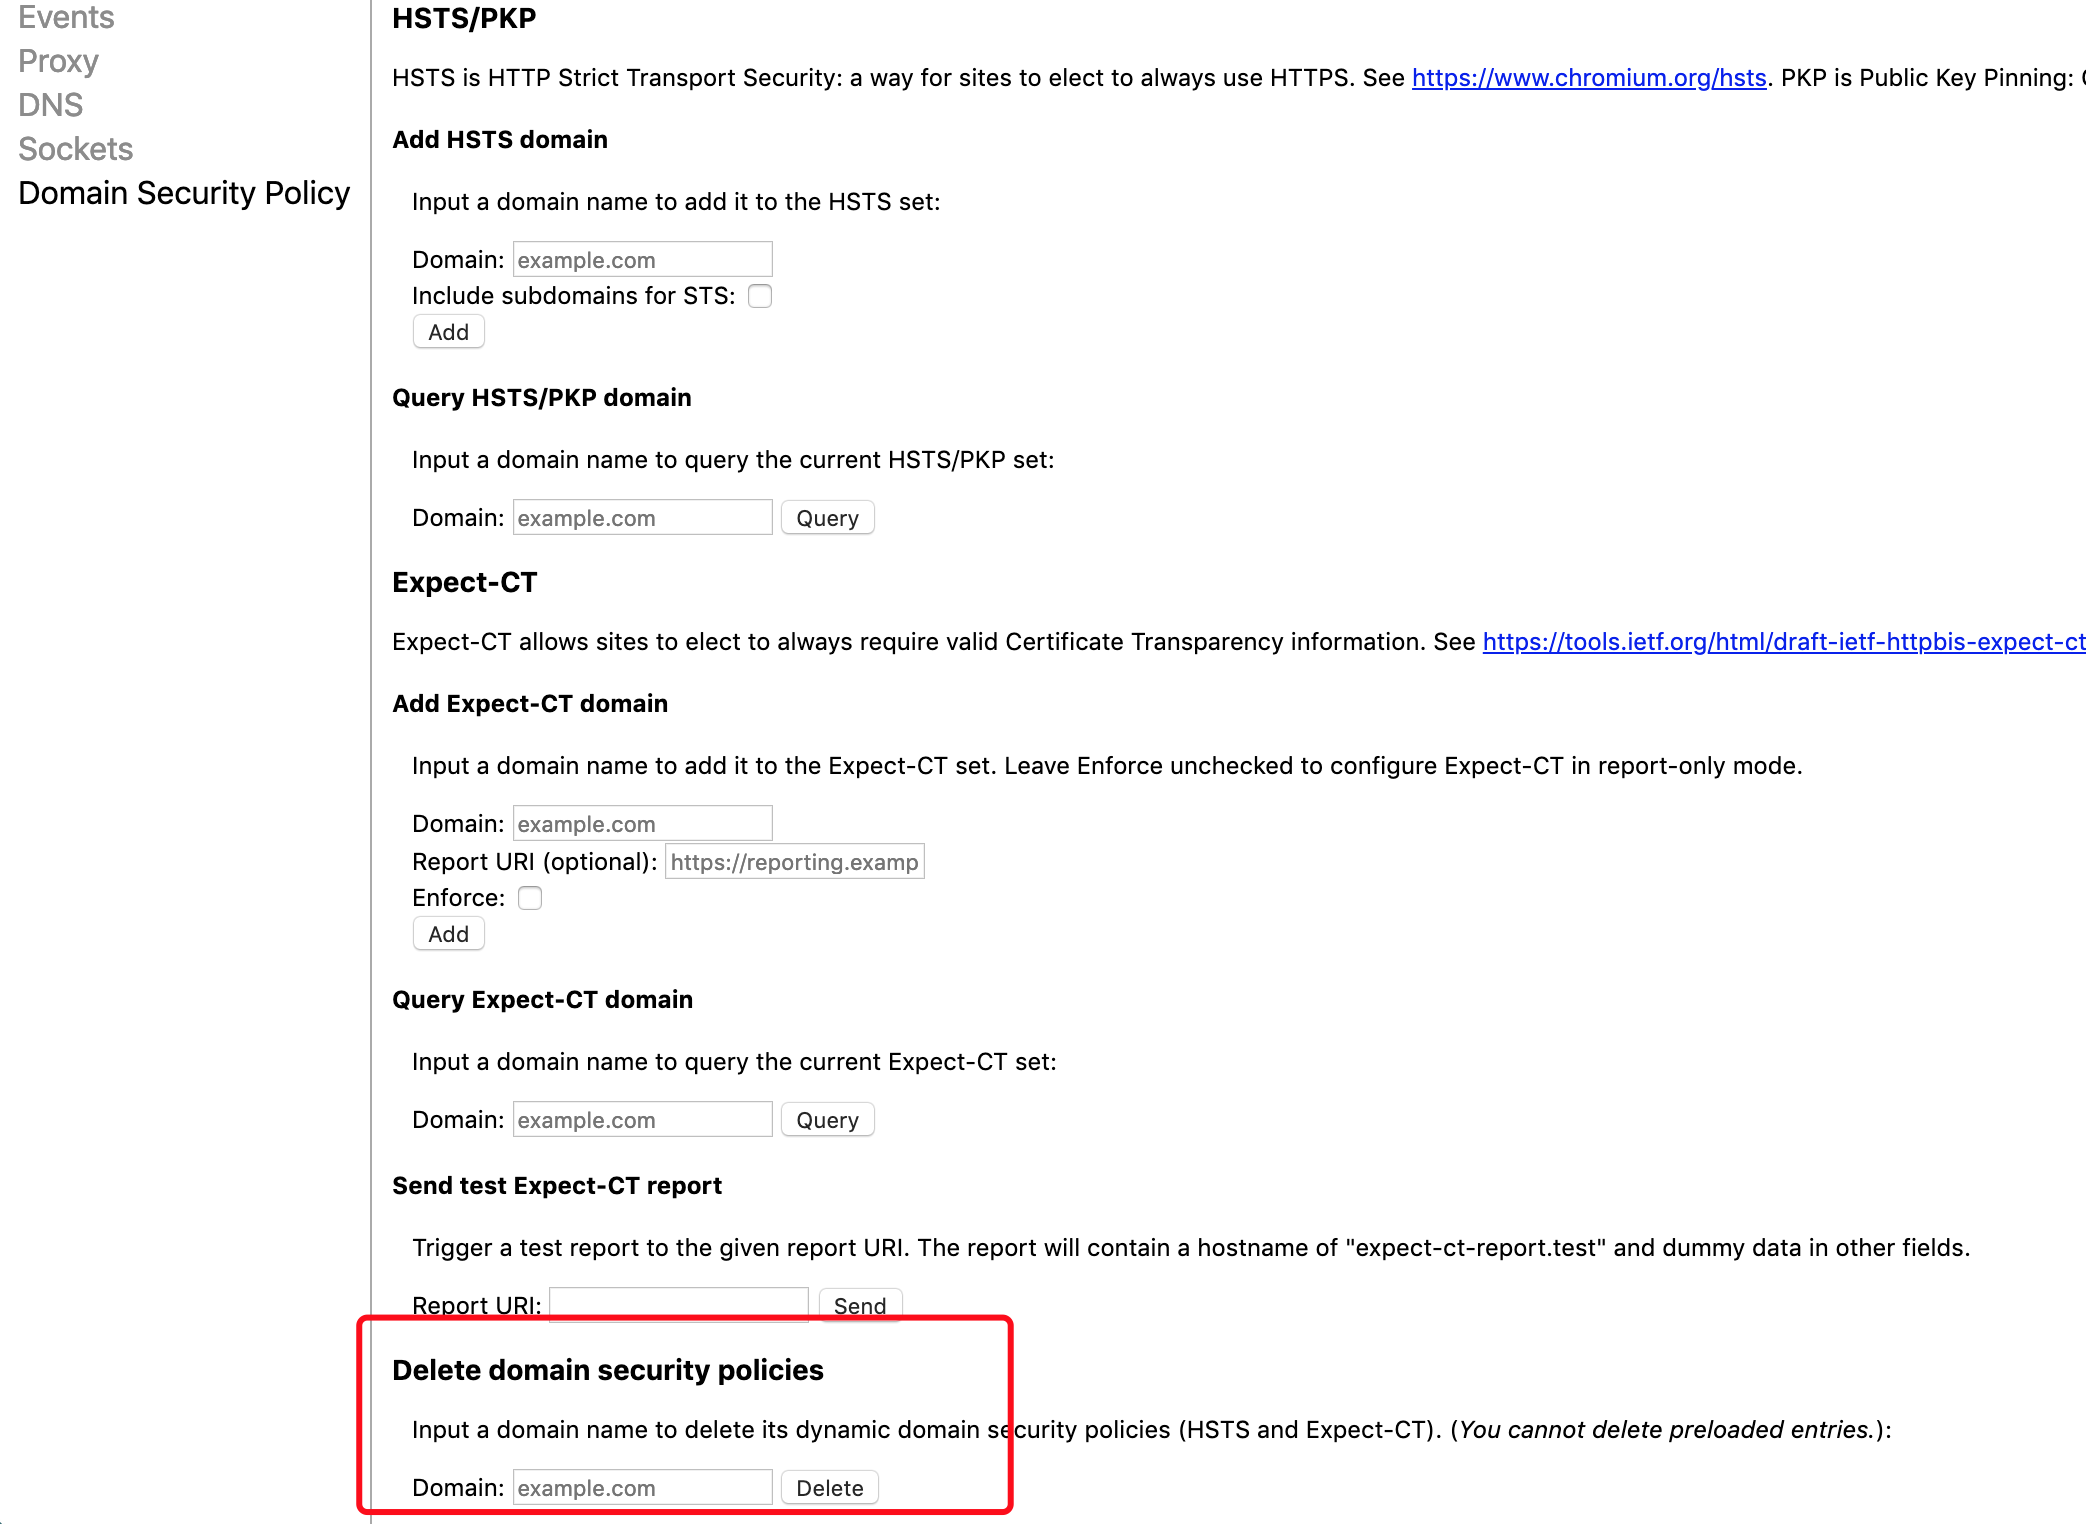 Events
Proxy
DNS
Sockets
Domain Security Policy
HSTS/PKP
HSTS is HTTP Strict Transport Security: a way for sites to elect to always use HTTPS. See https://www.chromium.org/hsts. PKP is Public Key Pinning:
Add HSTS domain
Input a domain name to add it to the HSTS set:
Domain: example.com
Include subdomains for STS:
Add
Query HSTS/PKP domain
Input a domain name to query the current HSTS/PKP set:
Domain: example.com Query
Expect-CT
Expect-CT allows sites to elect to always require valid Certificate Transparency information. See https://tools.ietf.org/html/draft-ietf-httpbis-expect-ct
Add Expect-CT domain
Input a domain name to add it to the Expect-CT set. Leave Enforce unchecked to configure Expect-CT in report-only mode.
Domain: example.com
Report URI (optional): https://reporting.examp
Enforce:
Add
Query Expect-CT domain
Input a domain name to query the current Expect-CT set:
Domain: example.com Query
Send test Expect-CT report
Trigger a test report to the given report URI. The report will contain a hostname of "expect-ct-report.test" and dummy data in other fields.
Report URI: Send
Delete domain security policies
Input a domain name to delete its dynamic domain security policies (HSTS and Expect-CT). (You cannot delete preloaded entries.):
Domain: example.com Delete